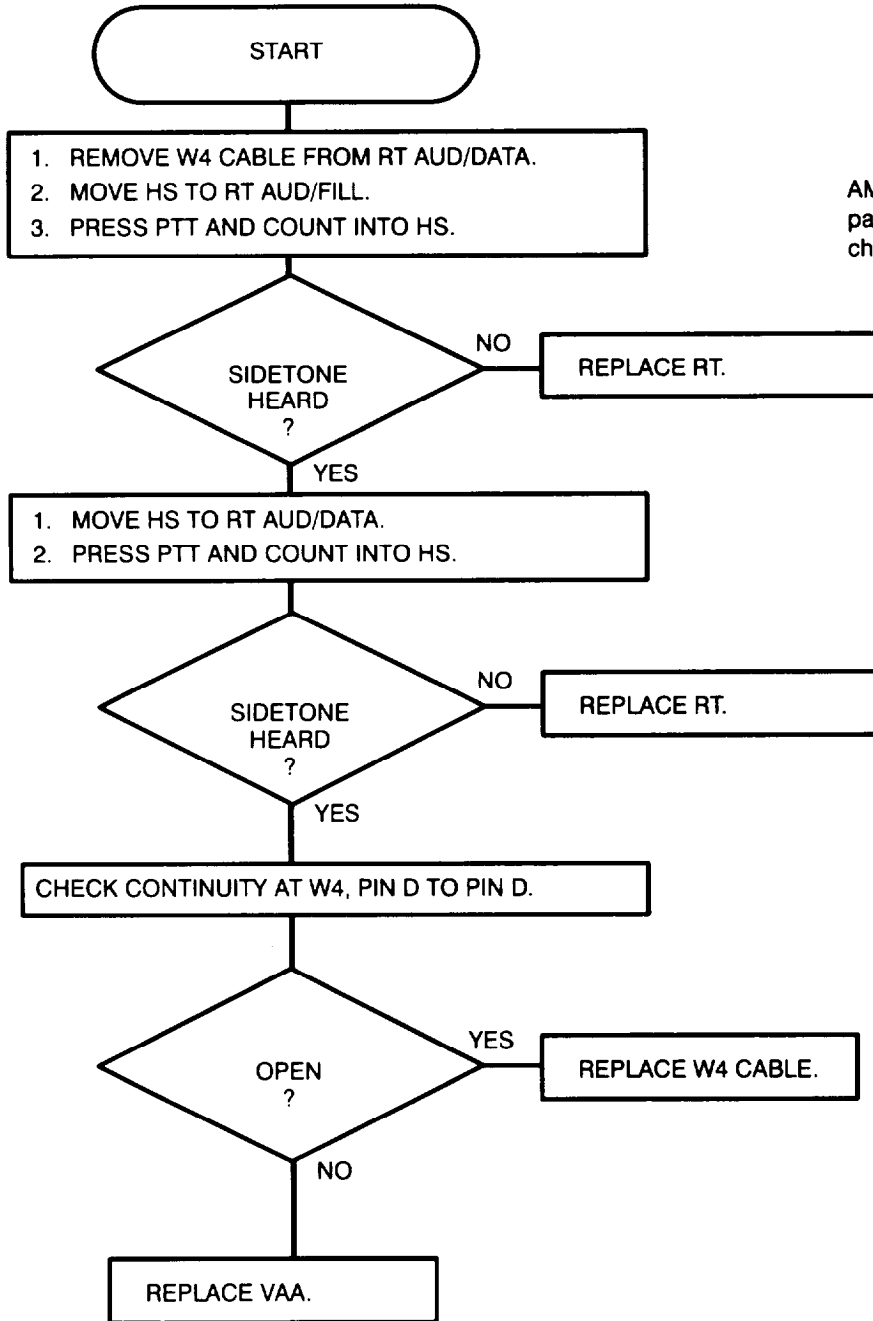 START
1. REMOVE W4 CABLE FROM RT AUD/DATA.
2. MOVE HS TO RT AUD/FILL.
3. PRESS PTT AND COUNT INTO HS.
AM
pa
ch
SIDETONE
HEARD
?
NO
REPLACE RT.
YES
1. MOVE HS TO RT AUD/DATA.
2. PRESS PTT AND COUNT INTO HS.
SIDETONE
HEARD
?
NO
REPLACE RT.
YES
CHECK CONTINUITY AT W4, PIN D TO PIN D.
OPEN
?
YES
REPLACE W4 CABLE.
NO
REPLACE VAA.